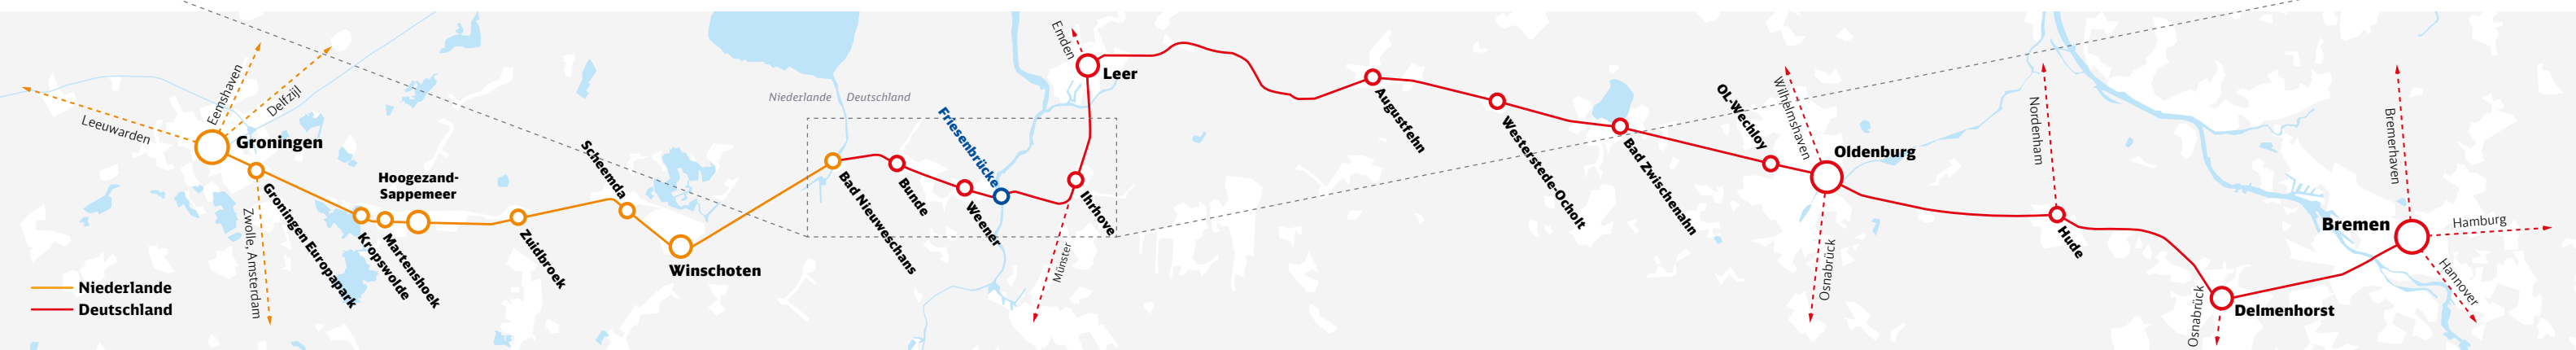 Eemshaven
Delfzijl
Leeuwarden
Groningen
Groningen Europapark
Zwolle, Amsterdam
Kropswolde
Martenshoek
Hoogezand-
Sappemeer
Zuidbroek
Scheemda
Winschoten
Niederlande
Deutschland
Niederlande
Deutschland
Bad Nieuweschans
Bunde
Weener
Friesenbrücke
Ihrhove
Münster
Emden
Leer
Augustfehn
Westerstede-Ocholt
Bad Zwischenahn
OL-Wechloy
Wilhelmshaven
Oldenburg
Osnabrück
Nordenham
Hude
Osnabrück
Delmenhorst
Bremerhaven
Bremen
Hamburg
Hannover